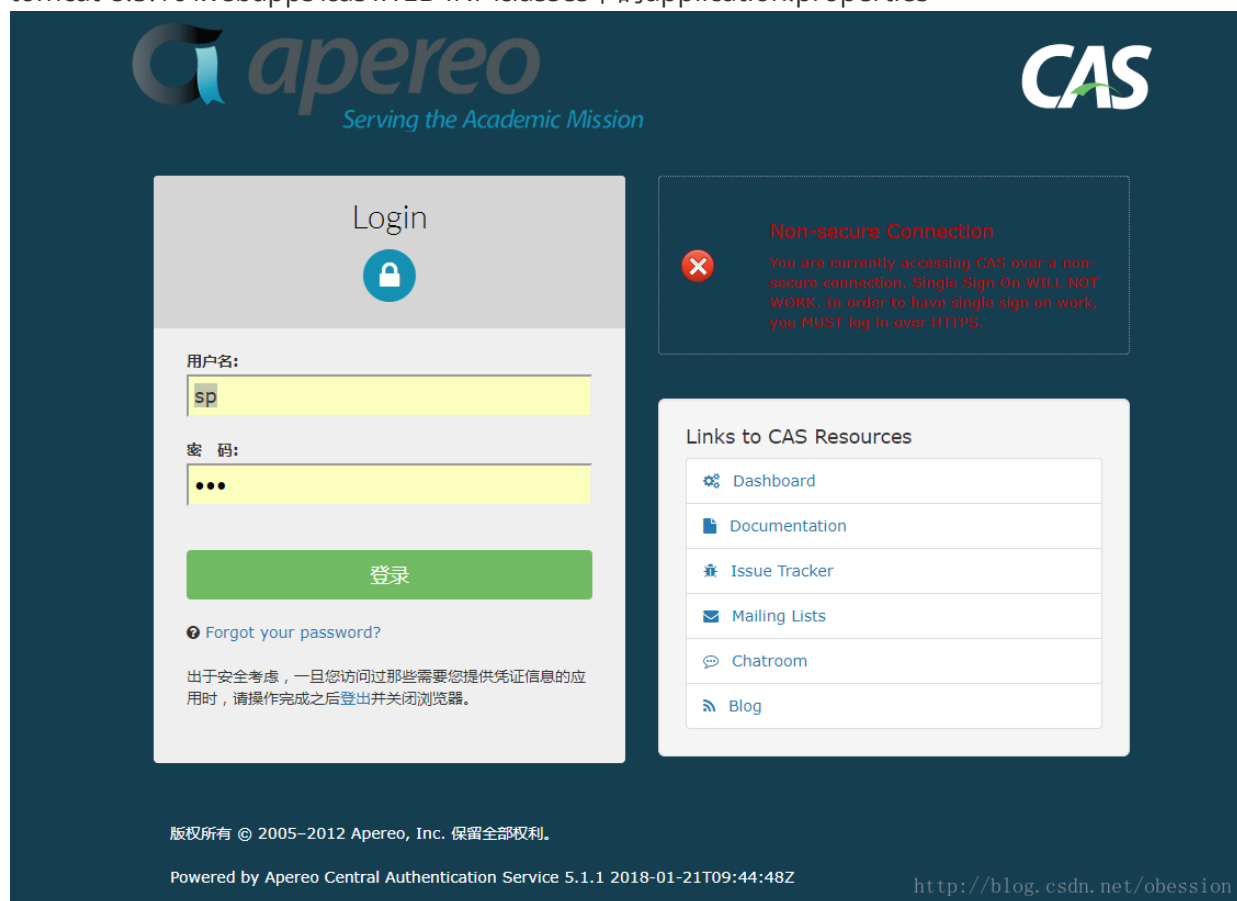 apereo
Serving the Academic Mission
CAS
Login
用户名:
sp
密 码:
登录
Forgot your password?
出于安全考虑，一旦您访问过那些需要您提供凭证信息的应
用时，请操作完成之后登出并关闭浏览器。
Non-secure Connection
You are currently accessing CAS over a non-
secure connection. Single Sign On WILL NOT
WORK. In order to have single sign on work,
you MUST log in over HTTPS.
Links to CAS Resources
Dashboard
Documentation
Issue Tracker
Mailing Lists
Chatroom
Blog
版权所有 © 2005–2012 Apereo, Inc. 保留全部权利。
Powered by Apereo Central Authentication Service 5.1.1 2018-01-21T09:44:48Z
http://blog.csdn.net/obession